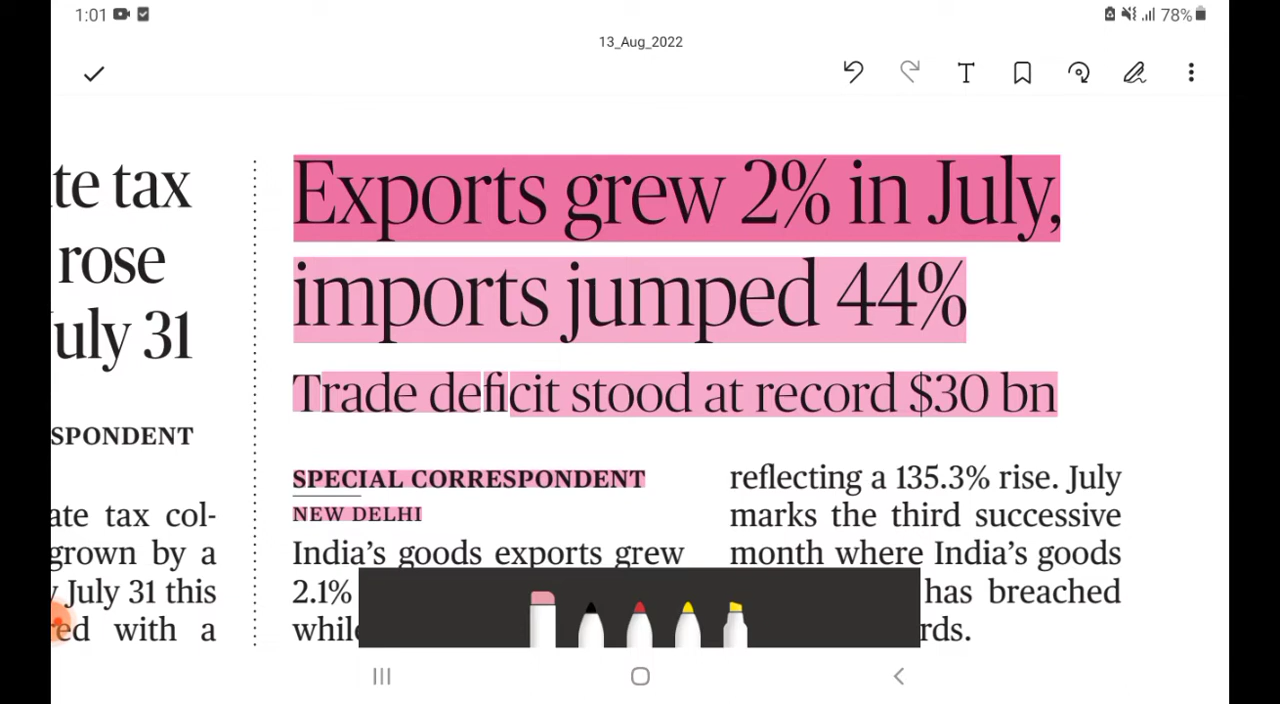 1:01
78%
13_Aug_2022
T
te tax
rose
uly 31
SPONDENT
ate tax col-
grown by a
July 31 this
red with a
Exports grew 2% in July,
imports jumped 44%
Trade deficit stood at record $30 bn
SPECIAL CORRESPONDENT
NEW DELHI
India's goods exports grew
2.1%
reflecting a 135.3% rise. July
marks the third successive
month where India's goods
has breached